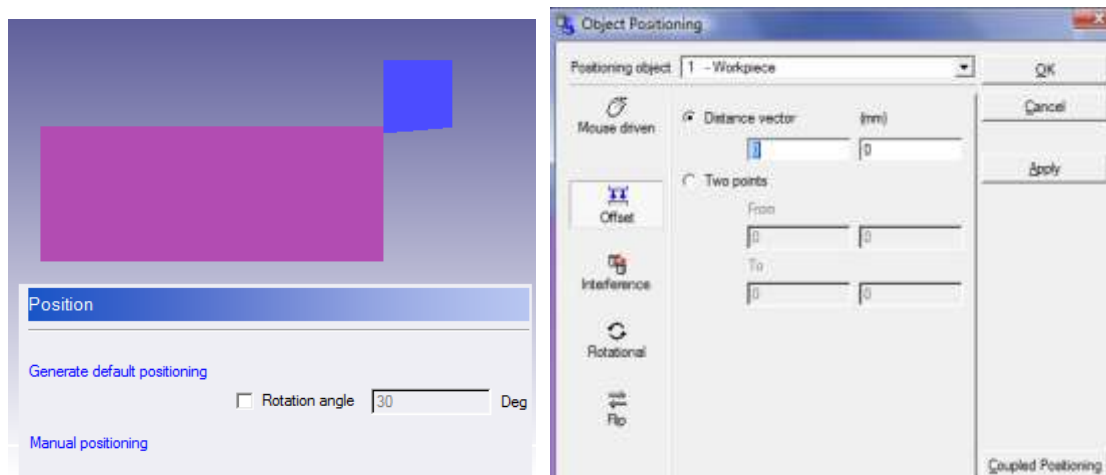 Position
Generate default positioning
Rotation angle 30 Deg
Manual positioning
Object Positioning
Positioning object 1 - Workpiece
OK
Cancel
Apply
Mouse driven
Distance vector (mm)
0 0
Two points
Offset
From
0 0
Interference
To
0 0
Rotational
Flip
Coupled Positioning